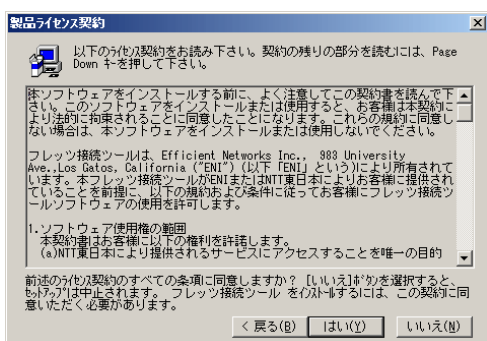 製品ライセンス契約
以下のﾗｲｾﾝｽ契約をお読み下さい。契約の残りの部分を読むには、Page
Down ｷｰを押して下さい。
本ソフトウェアをインストールする前に、よく注意してこの契約書を読んで下
さい。このソフトウェアをインストールまたは使用すると、お客様は本契約に
より法的に拘束されることに同意したことになります。これらの規約に同意し
ない場合は、本ソフトウェアをインストールまたは使用しないでください。
フレッツ接続ツールは、Efficient Networks Inc., 983 University
Ave.,Los Gatos, California ("ENI") (以下「ENI」という)により所有されて
います。本フレッツ接続ツールがENIまたはNTT東日本によりお客様に提供され
ていることを前提に、以下の規約および条件に従ってお客様にフレッツ接続ツ
ールソフトウェアの使用を許可します。
1.ソフトウェア使用権の範囲
本契約書はお客様に以下の権利を許諾します。
(a)NTT東日本により提供されるサービスにアクセスすることを唯一の目的
前述のﾗｲｾﾝｽ契約のすべての条項に同意しますか？ [いいえ]ﾎﾞﾀﾝを選択すると、
ｾｯﾄｱｯﾌﾟは中止されます。 フレッツ接続ツール をｲﾝｽﾄｰﾙするには、この契約に同
意いただく必要があります。
< 戻る(B) はい(Y) いいえ(N)